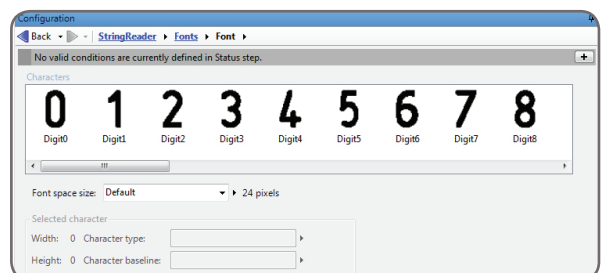 Configuration
Back StringReader Fonts Font
No valid conditions are currently defined in Status step.
Characters
0 1 2 3 4 5 6 7 8
Digit0 Digit1 Digit2 Digit3 Digit4 Digit5 Digit6 Digit7 Digit8
Font space size: Default 24 pixels
Selected character
Width: 0 Character type:
Height: 0 Character baseline: